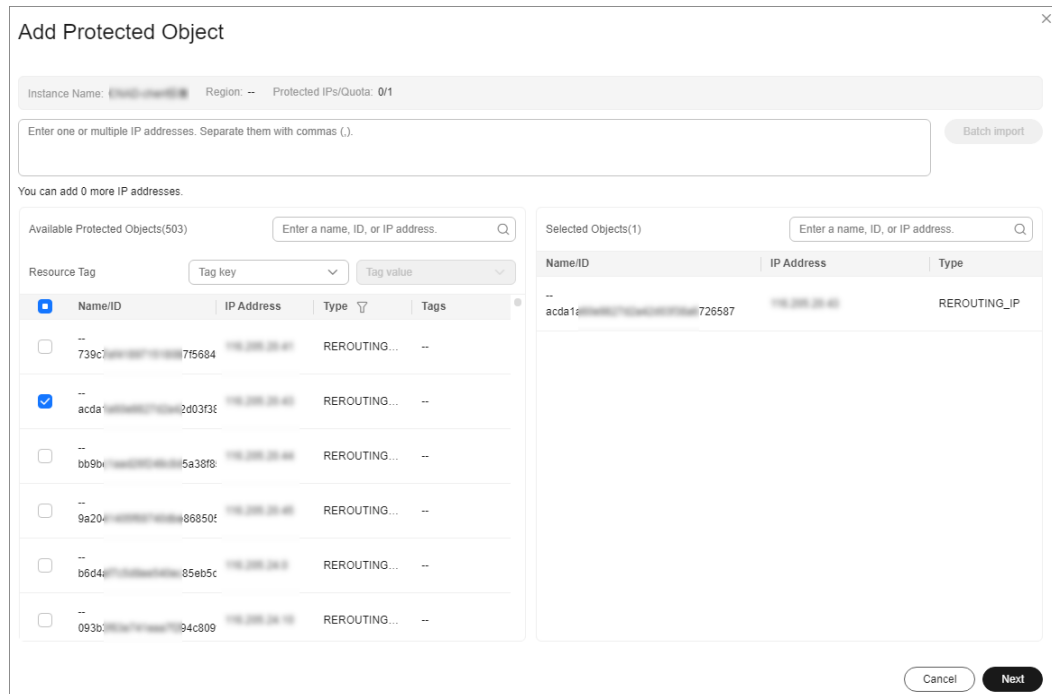 Add Protected Object
Instance Name: Region: -- Protected IPs/Quota: 0/1
Enter one or multiple IP addresses. Separate them with commas (,).
Batch import
You can add 0 more IP addresses.
Available Protected Objects(503)
Enter a name, ID, or IP address.
Resource Tag
Tag key
Tag value
Name/ID IP Address Type Tags
--
739c 7f5684 REROUTING... --
--
acda 2d03f38 REROUTING... --
--
bb9b 5a38f8 REROUTING... --
--
9a20 868505 REROUTING... --
--
b6d4 85eb5c REROUTING... --
--
093b 94c809 REROUTING... --
Selected Objects(1)
Enter a name, ID, or IP address.
Name/ID IP Address Type
--
acda1a 726587 REROUTING_IP
Cancel
Next